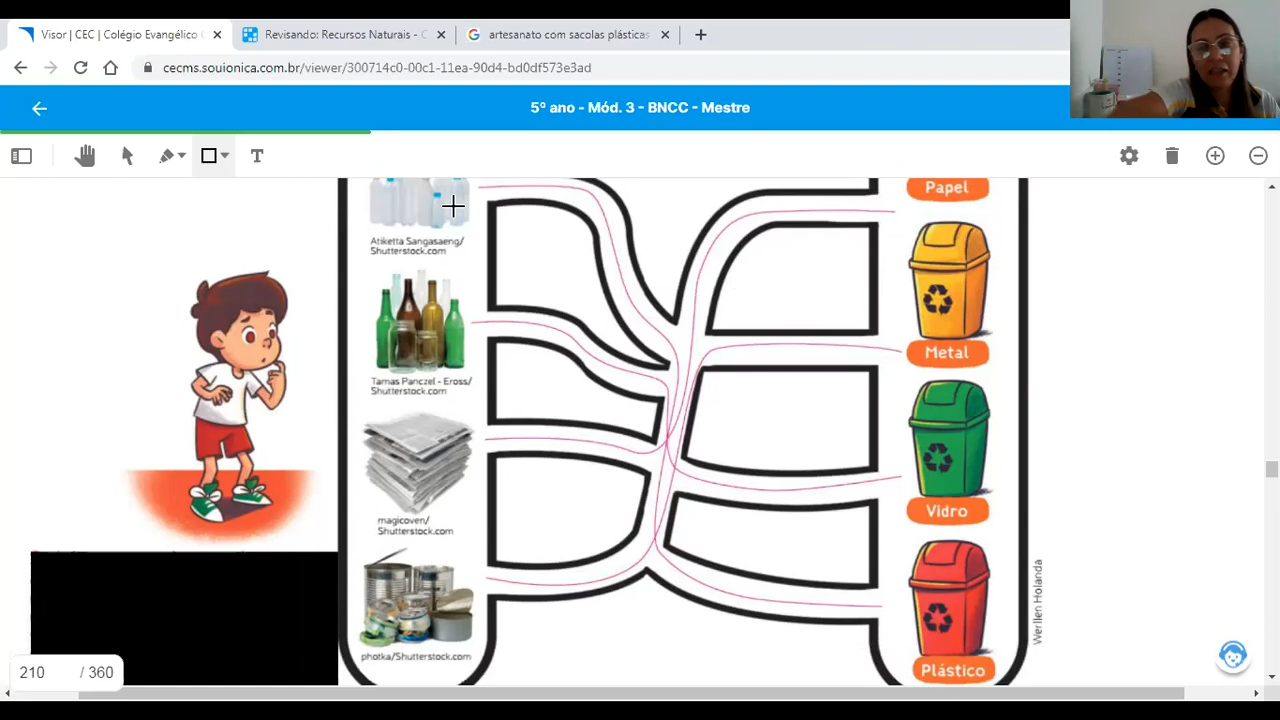 Visor | CEC | Colégio Evangélico
Revisando: Recursos Naturais - C
artesanato com sacolas plásticas
cecms.souionica.com.br/viewer/300714c0-00c1-11ea-90d4-bd0df573e3ad
5º ano - Mód. 3 - BNCC - Mestre
T
Atiketta Sangasaeng/
Shutterstock.com
Tamas Panczel - Eross/
Shutterstock.com
magicoven/
Shutterstock.com
photka/Shutterstock.com
Papel
Metal
Vidro
Plástico
Werllen Holanda
210 / 360